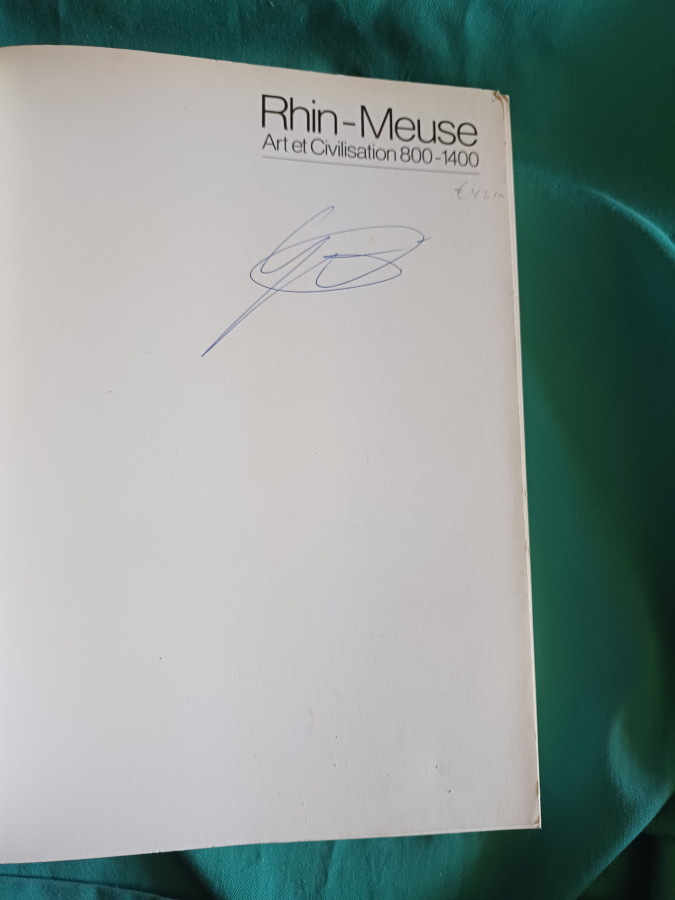 Rhin-Meuse
Art et Civilisation 800-1400